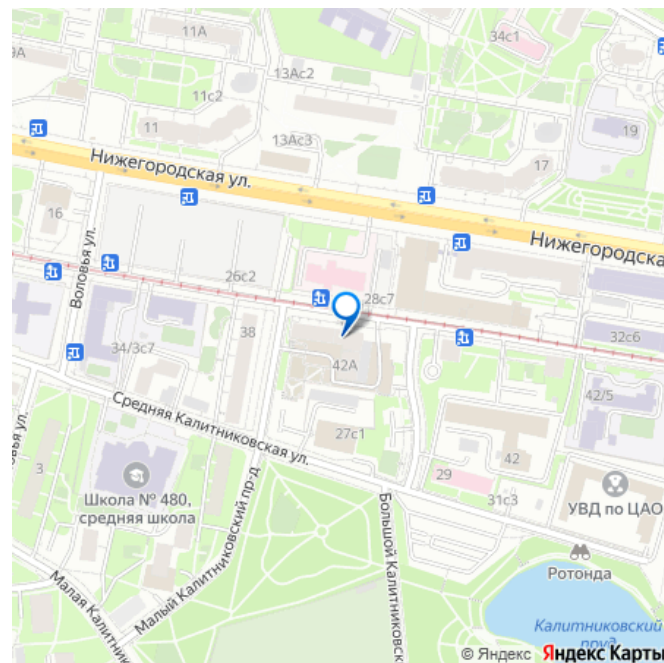 11А
34с1
9А
13Ас2
11с2
11
19
13Ас3
Нижегородская ул.
17
16
Нижегородская
Воловья ул.
26с2
28с7
38
32с6
34/3с7
42А
42/5
Средняя Калитниковская ул.
27с1
42
29
3
31с3
УВД по ЦАО
Школа № 480,
средняя школа
Ротонда
Малый Калитниковский пр-д
Большой Калитниковск
Малая Калитников
Калитниковский
пруд
© Яндекс Яндекс Карты